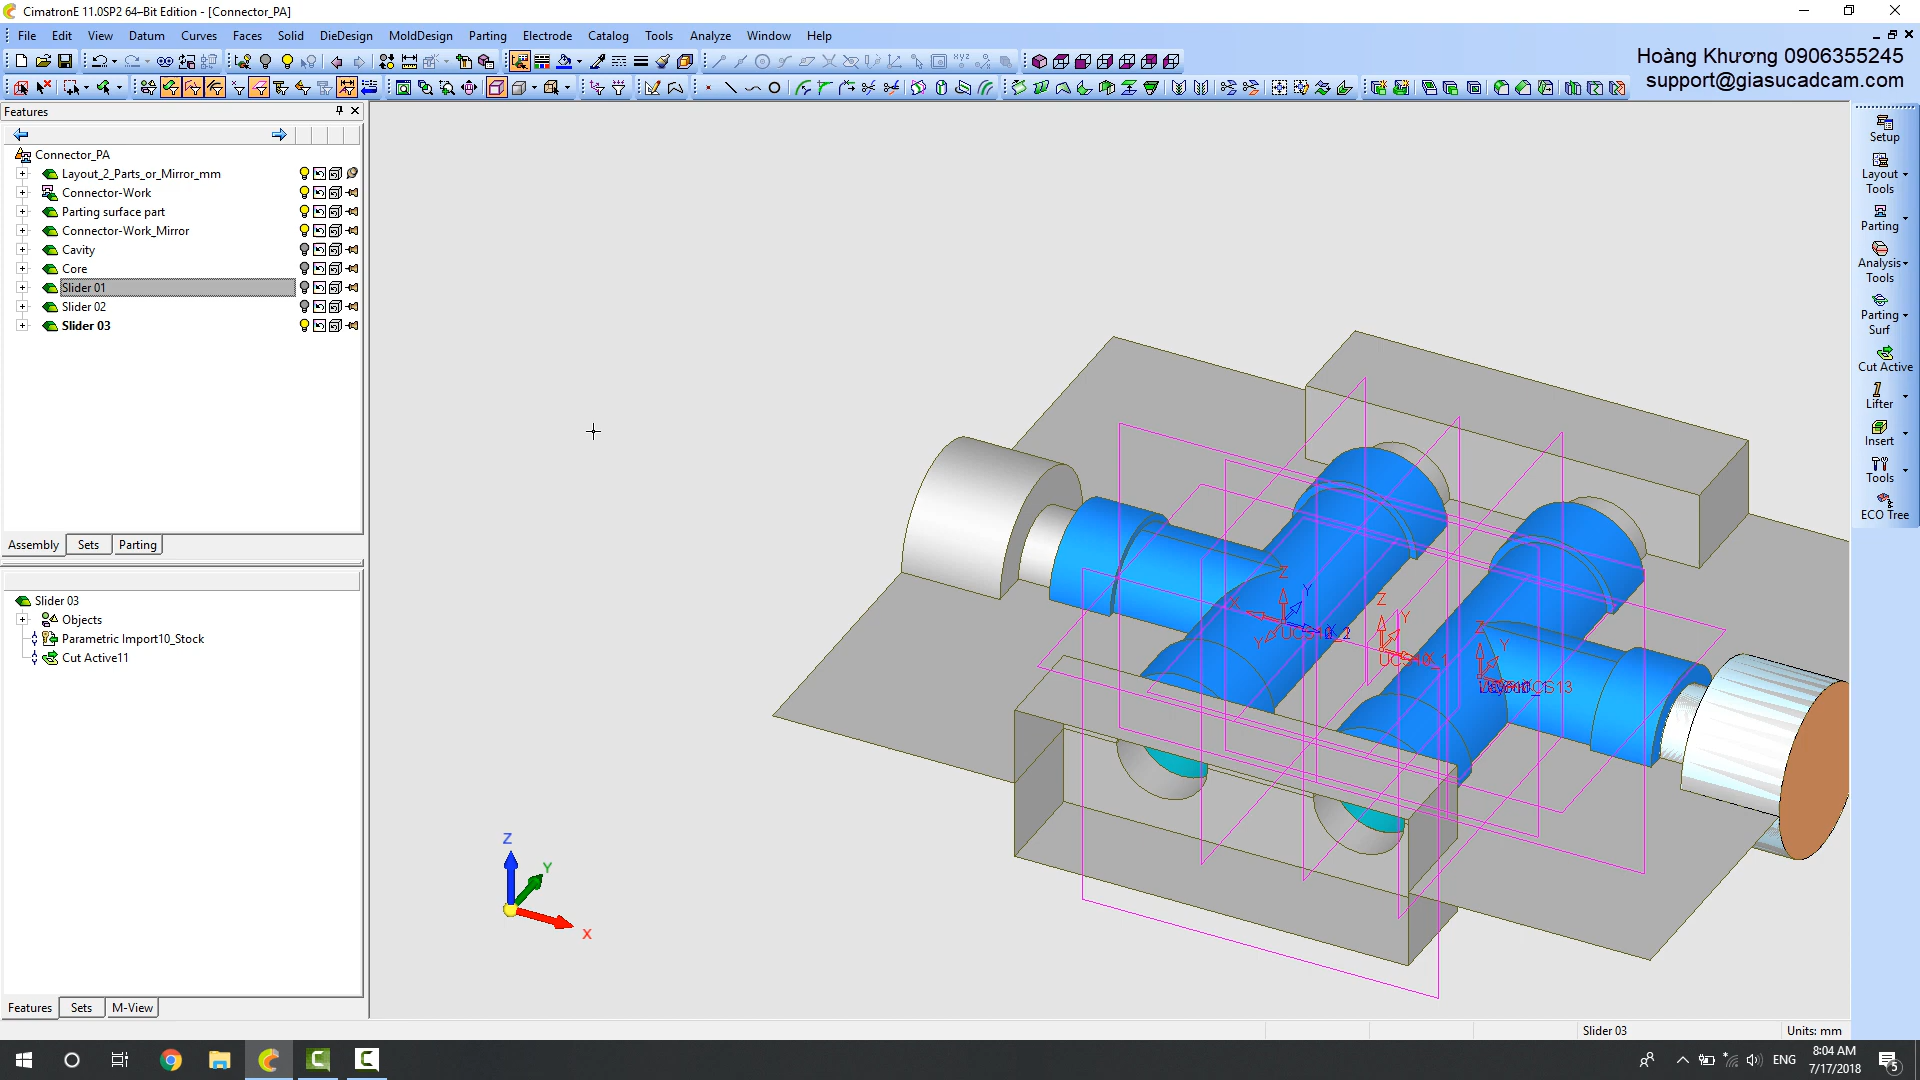 CimatronE 11.0SP2 64–Bit Edition - [Connector_PA]
File Edit View Datum Curves Faces Solid DieDesign MoldDesign Parting Electrode Catalog Tools Analyze Window Help
Hoàng Khương 0906355245
support@giasucadcam.com
Features
Connector_PA
Layout_2_Parts_or_Mirror_mm
Connector-Work
Parting surface part
Connector-Work_Mirror
Cavity
Core
Slider 01
Slider 02
Slider 03
Assembly Sets Parting
Slider 03
Objects
Parametric Import10_Stock
Cut Active11
Features Sets M-View
Setup
Layout
Tools
Parting
Analysis
Tools
Parting
Surf
Cut Active
Lifter
Insert
Tools
ECO Tree
Z
Y
X
Slider 03
Units: mm
ENG
8:04 AM
7/17/2018
5